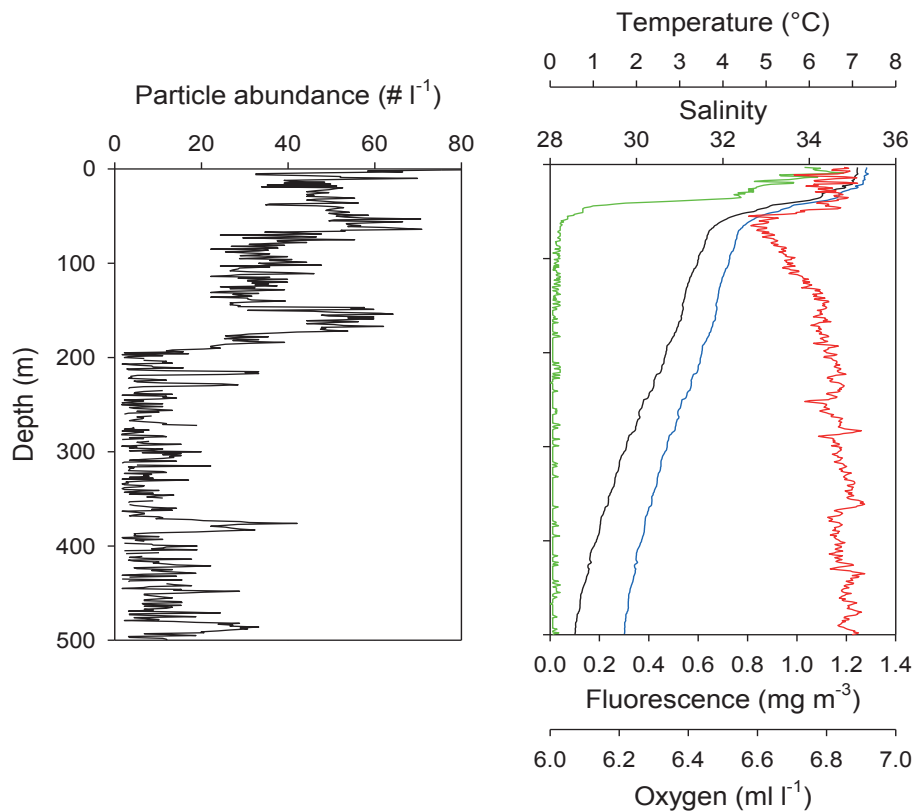 Particle abundance (# l⁻¹)
0 20 40 60 80
0
100
200
300
400
500
Depth (m)
Temperature (°C)
0 1 2 3 4 5 6 7 8
Salinity
28 30 32 34 36
0.0 0.2 0.4 0.6 0.8 1.0 1.2 1.4
Fluorescence (mg m⁻³)
6.0 6.2 6.4 6.6 6.8 7.0
Oxygen (ml l⁻¹)